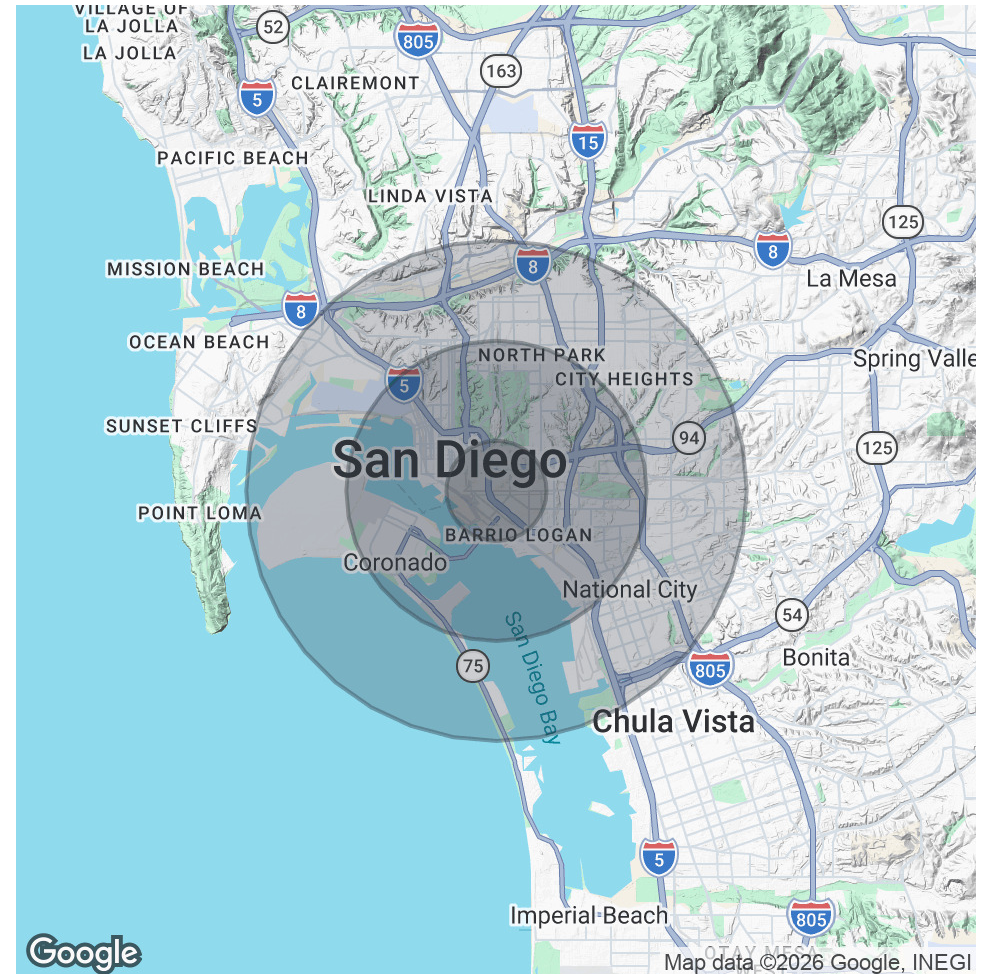 VILLAGE OF
LA JOLLA
LA JOLLA
52
805
163
CLAIREMONT
5
15
PACIFIC BEACH
LINDA VISTA
125
8
8
MISSION BEACH
La Mesa
8
OCEAN BEACH
NORTH PARK
Spring Valle
5
CITY HEIGHTS
SUNSET CLIFFS
94
125
San Diego
POINT LOMA
BARRIO LOGAN
Coronado
National City
54
San Diego Bay
Bonita
75
805
Chula Vista
5
Imperial Beach
805
OTAY MESA
Google
Map data ©2026 Google, INEGI